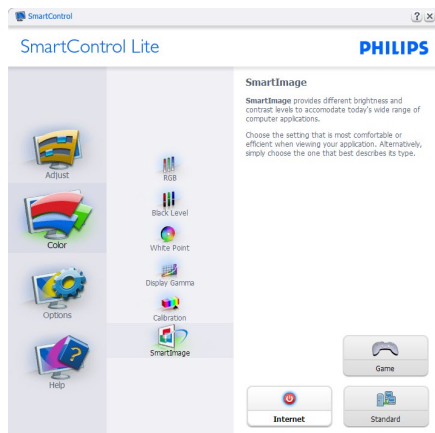 SmartControl
SmartControl Lite
PHILIPS
Adjust
Color
Options
Help
RGB
Black Level
White Point
Display Gamma
Calibration
SmartImage
SmartImage
SmartImage provides different brightness and
contrast levels to accomodate today's wide range of
computer applications.
Choose the setting that is most comfortable or
efficient when viewing your application. Alternatively,
simply choose the one that best describes its type.
Game
Internet
Standard